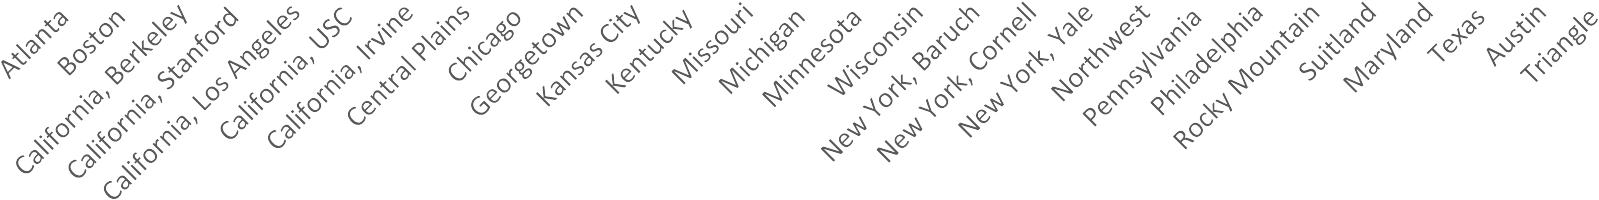 Atlanta
Boston
California, Berkeley
California, Stanford
California, Los Angeles
California, USC
California, Irvine
Central Plains
Chicago
Georgetown
Kansas City
Kentucky
Missouri
Michigan
Minnesota
Wisconsin
New York, Baruch
New York, Cornell
New York, Yale
Northwest
Pennsylvania
Philadelphia
Rocky Mountain
Suitland
Maryland
Texas
Austin
Triangle